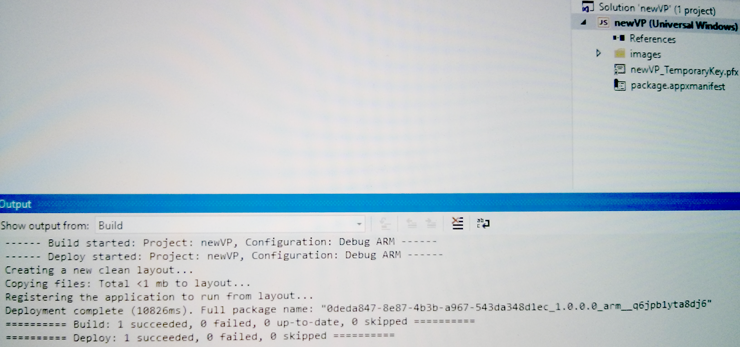 Solution 'newVP' (1 project)
JS newVP (Universal Windows)
References
images
newVP_TemporaryKey.pfx
package.appxmanifest
Output
Show output from: Build
------ Build started: Project: newVP, Configuration: Debug ARM ------
------ Deploy started: Project: newVP, Configuration: Debug ARM ------
Creating a new clean layout...
Copying files: Total <1 mb to layout...
Registering the application to run from layout...
Deployment complete (10826ms). Full package name: "0deda847-8e87-4b3b-a967-543da348d1ec_1.0.0.0_arm__q6jpb1yta8dj6"
========== Build: 1 succeeded, 0 failed, 0 up-to-date, 0 skipped ==========
========== Deploy: 1 succeeded, 0 failed, 0 skipped ==========